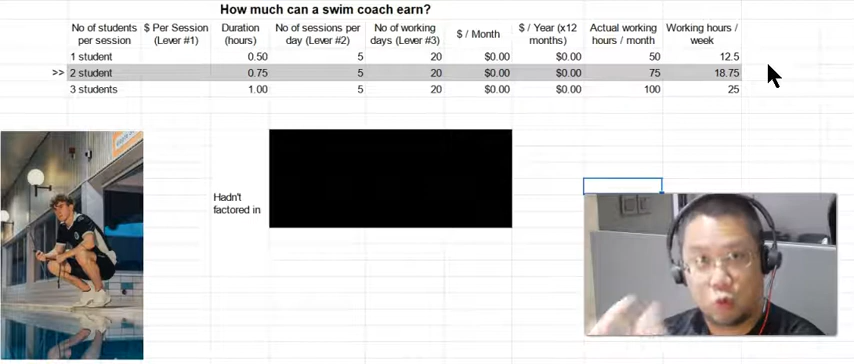 How much can a swim coach earn?
No of students per session | $ Per Session (Lever #1) | Duration (hours) | No of sessions per day (Lever #2) | No of working days (Lever #3) | $ / Month | $ / Year (x12 months) | Actual working hours / month | Working hours / week
1 student | | 0.50 | 5 | 20 | $0.00 | $0.00 | 50 | 12.5
>> 2 student | | 0.75 | 5 | 20 | $0.00 | $0.00 | 75 | 18.75
3 students | | 1.00 | 5 | 20 | $0.00 | $0.00 | 100 | 25
Hadn't
factored in